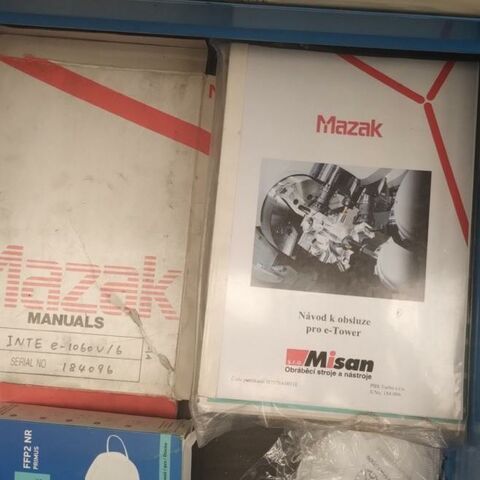 Mazak
MANUALS
INTE e-1060V/6
SERIAL NO 184096
Mazak
Návod k obsluze
pro e-Tower
s.r.o. Misan
Obráběcí stroje a nástroje
FFP2 NR
PRIMUS